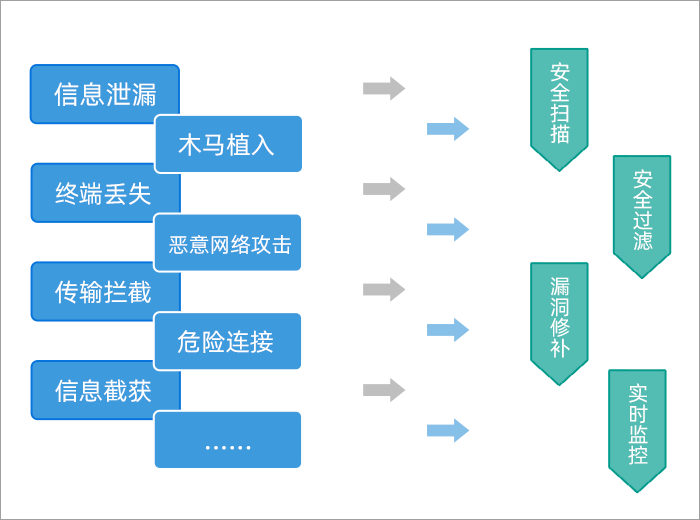 信息泄漏
木马植入
终端丢失
恶意网络攻击
传输拦截
危险连接
信息截获
……
安全扫描
安全过滤
漏洞修补
实时监控